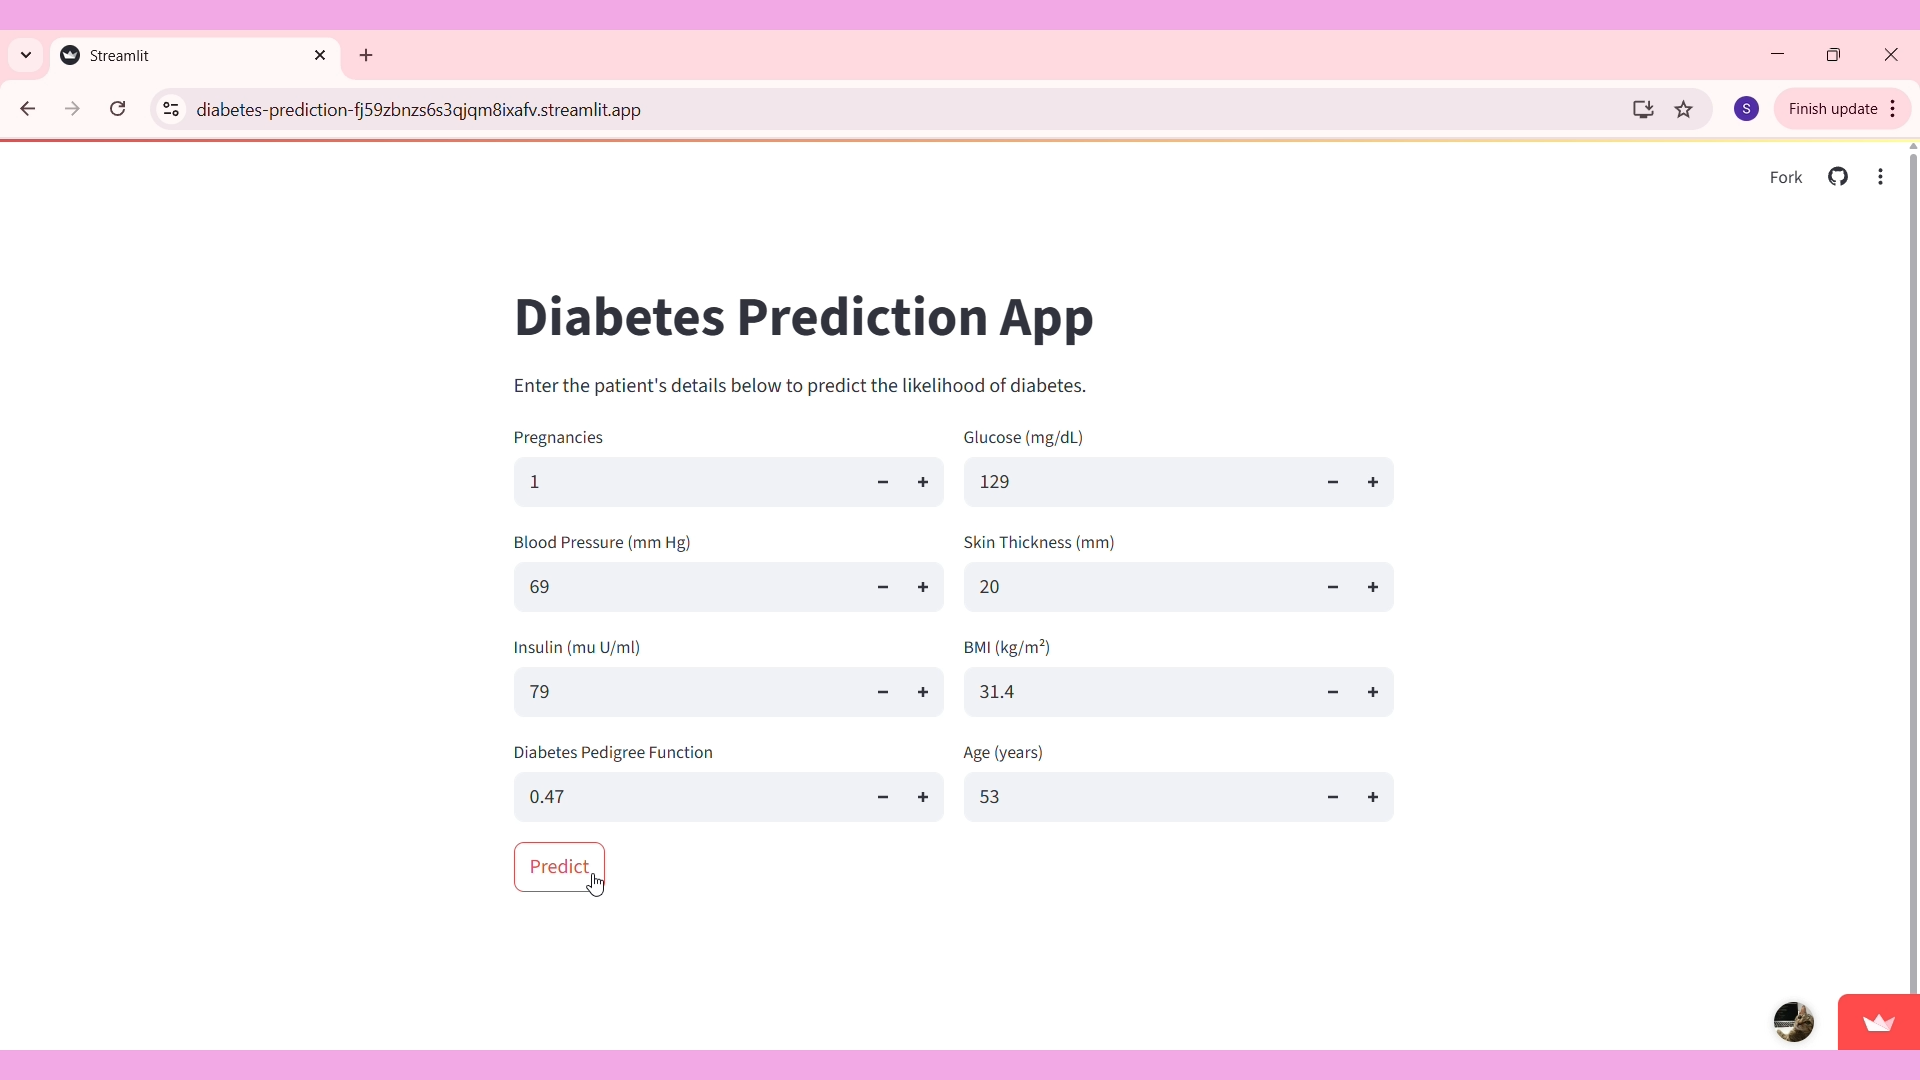 Streamlit
diabetes-prediction-fj59zbnzs6s3qjqm8ixafv.streamlit.app
S
Finish update
Fork
Diabetes Prediction App
Enter the patient's details below to predict the likelihood of diabetes.
Pregnancies
Glucose (mg/dL)
1
129
Blood Pressure (mm Hg)
Skin Thickness (mm)
69
20
Insulin (mu U/ml)
BMI (kg/m²)
79
31.4
Diabetes Pedigree Function
Age (years)
0.47
53
Predict